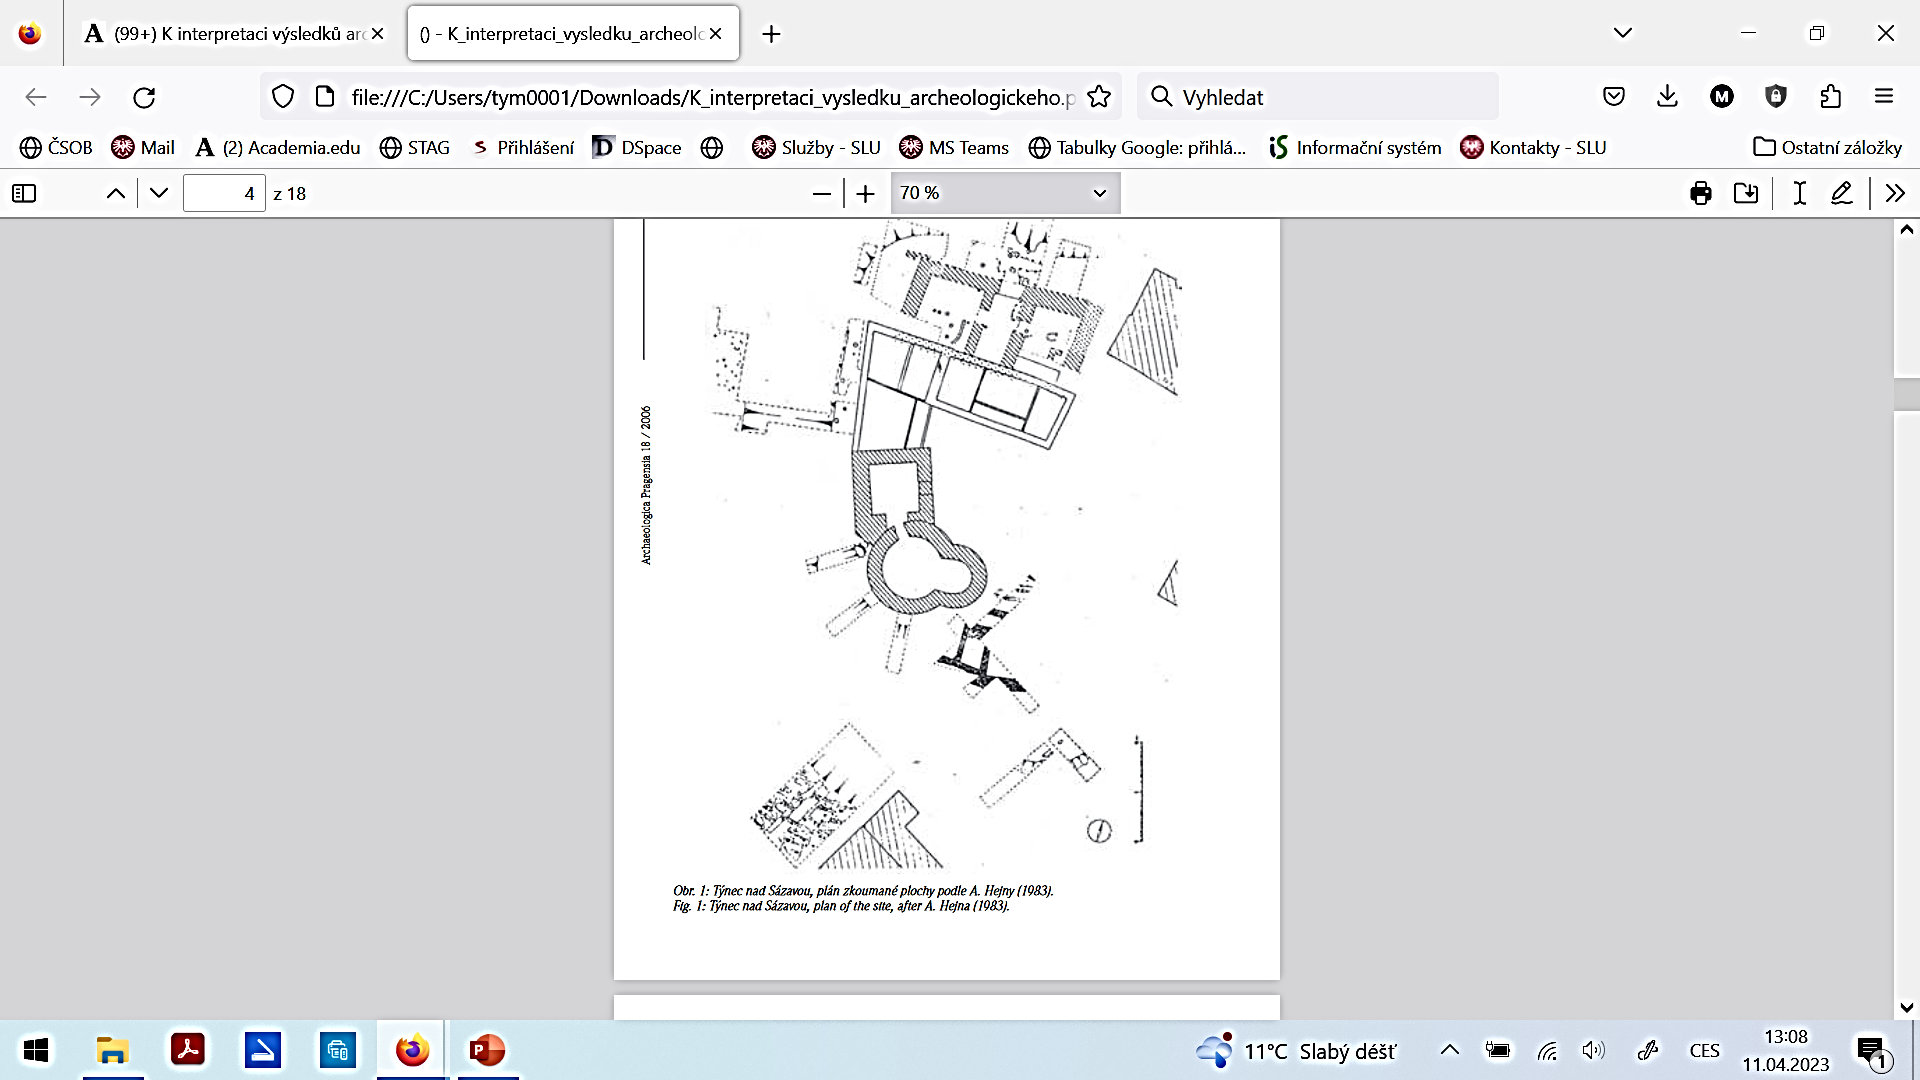 (99+) K interpretaci výsledků arc
() - K_interpretaci_vysledku_archeolo
file:///C:/Users/tym0001/Downloads/K_interpretaci_vysledku_archeologickeho.p
Vyhledat
ČSOB
Mail
(2) Academia.edu
STAG
Přihlášení
DSpace
Služby - SLU
MS Teams
Tabulky Google: přihlá...
Informační systém
Kontakty - SLU
Ostatní záložky
4 z 18
70 %
Archaeologica Pragensia 18 / 2006
Obr. 1: Týnec nad Sázavou, plán zkoumané plochy podle A. Hejny (1983).
Fig. 1: Týnec nad Sázavou, plan of the site, after A. Hejna (1983).
11°C Slabý déšť
CES
13:08
11.04.2023
1